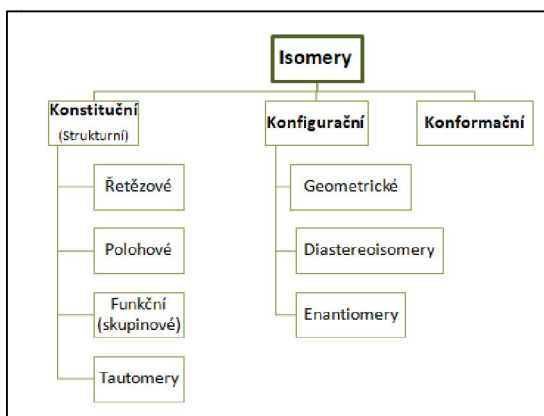 Isomery
Konstituční
(Strukturní)
Konfigurační
Konformační
Řetězové
Polohové
Funkční
(skupinové)
Tautomery
Geometrické
Diastereoisomery
Enantiomery